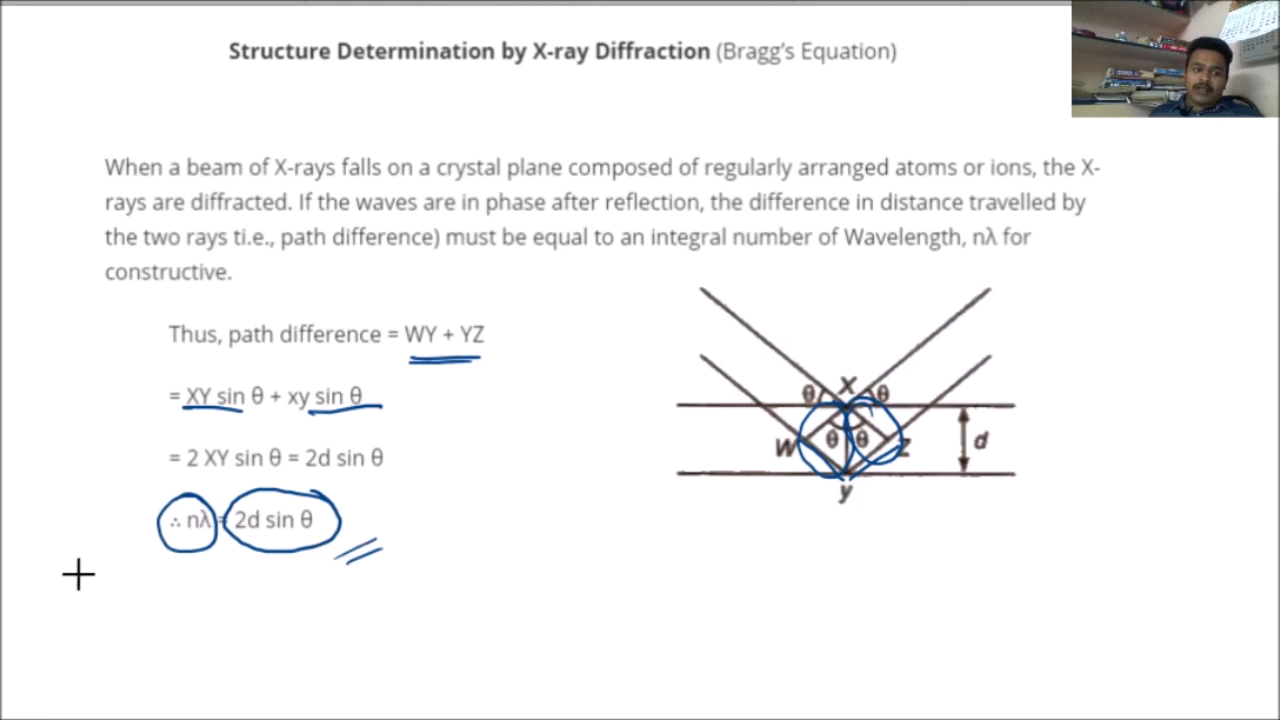 Structure Determination by X-ray Diffraction (Bragg's Equation)
When a beam of X-rays falls on a crystal plane composed of regularly arranged atoms or ions, the X-
rays are diffracted. If the waves are in phase after reflection, the difference in distance travelled by
the two rays ti.e., path difference) must be equal to an integral number of Wavelength, nλ for
constructive.
Thus, path difference = WY + YZ
= XY sin θ + xy sin θ
= 2 XY sin θ = 2d sin θ
∴ nλ = 2d sin θ
θ X θ
W θ θ Z d
y